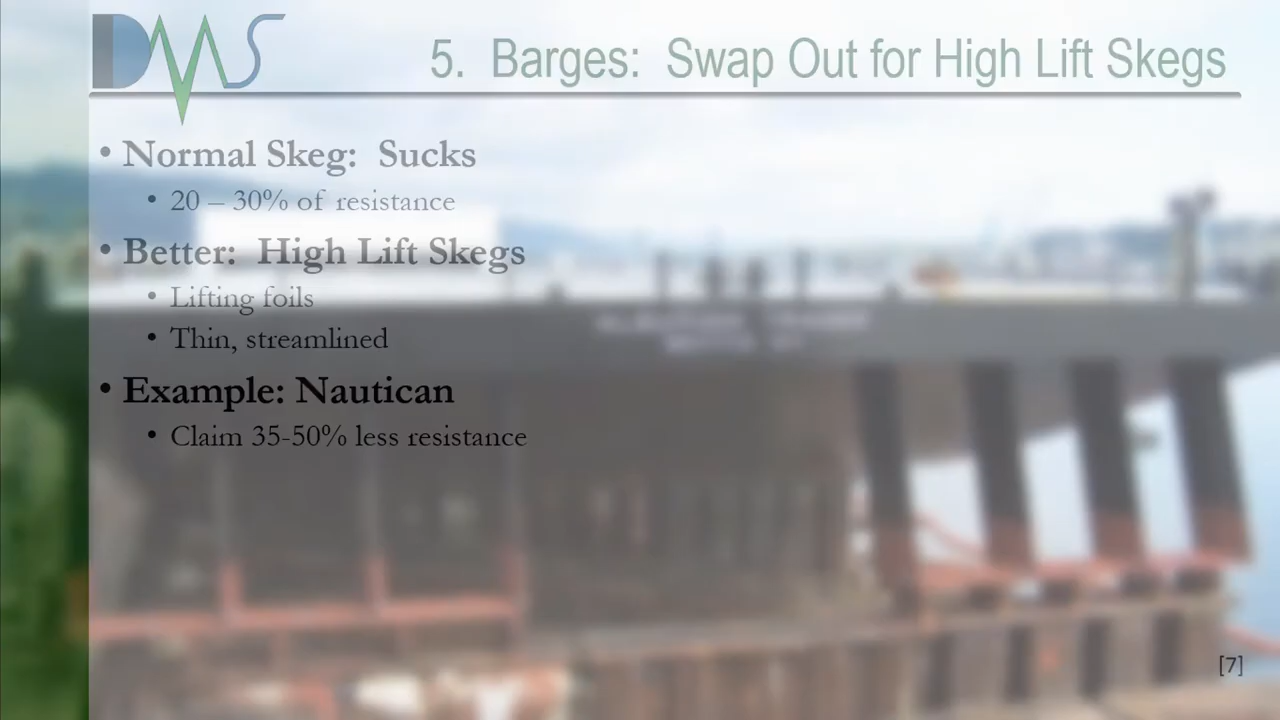 DMS
5. Barges: Swap Out for High Lift Skegs
• Normal Skeg: Sucks
• 20 – 30% of resistance
• Better: High Lift Skegs
• Lifting foils
• Thin, streamlined
• Example: Nautican
• Claim 35-50% less resistance
[7]